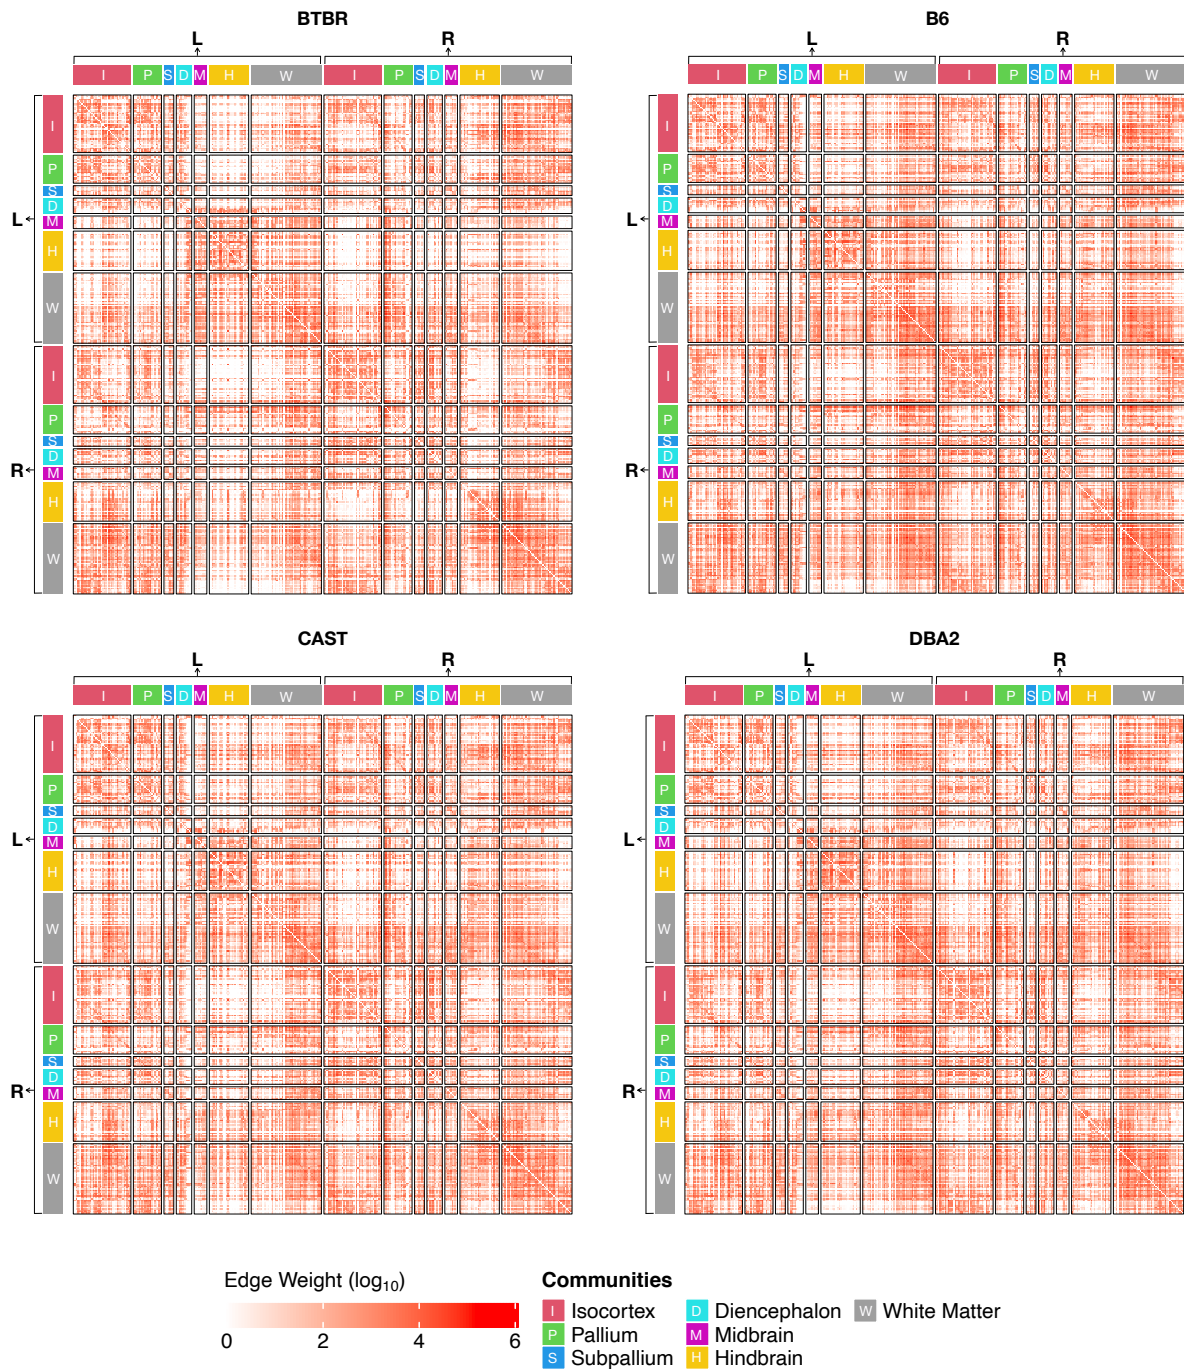 BTBR
L R
I P S D M H W I P S D M H W
L
I
P
S
D
M
H
W
R
I
P
S
D
M
H
W
B6
L R
I P S D M H W I P S D M H W
L
I
P
S
D
M
H
W
R
I
P
S
D
M
H
W
CAST
L R
I P S D M H W I P S D M H W
L
I
P
S
D
M
H
W
R
I
P
S
D
M
H
W
DBA2
L R
I P S D M H W I P S D M H W
L
I
P
S
D
M
H
W
R
I
P
S
D
M
H
W
Edge Weight (log₁₀)
0 2 4 6
Communities
I Isocortex D Diencephalon W White Matter
P Pallium M Midbrain
S Subpallium H Hindbrain